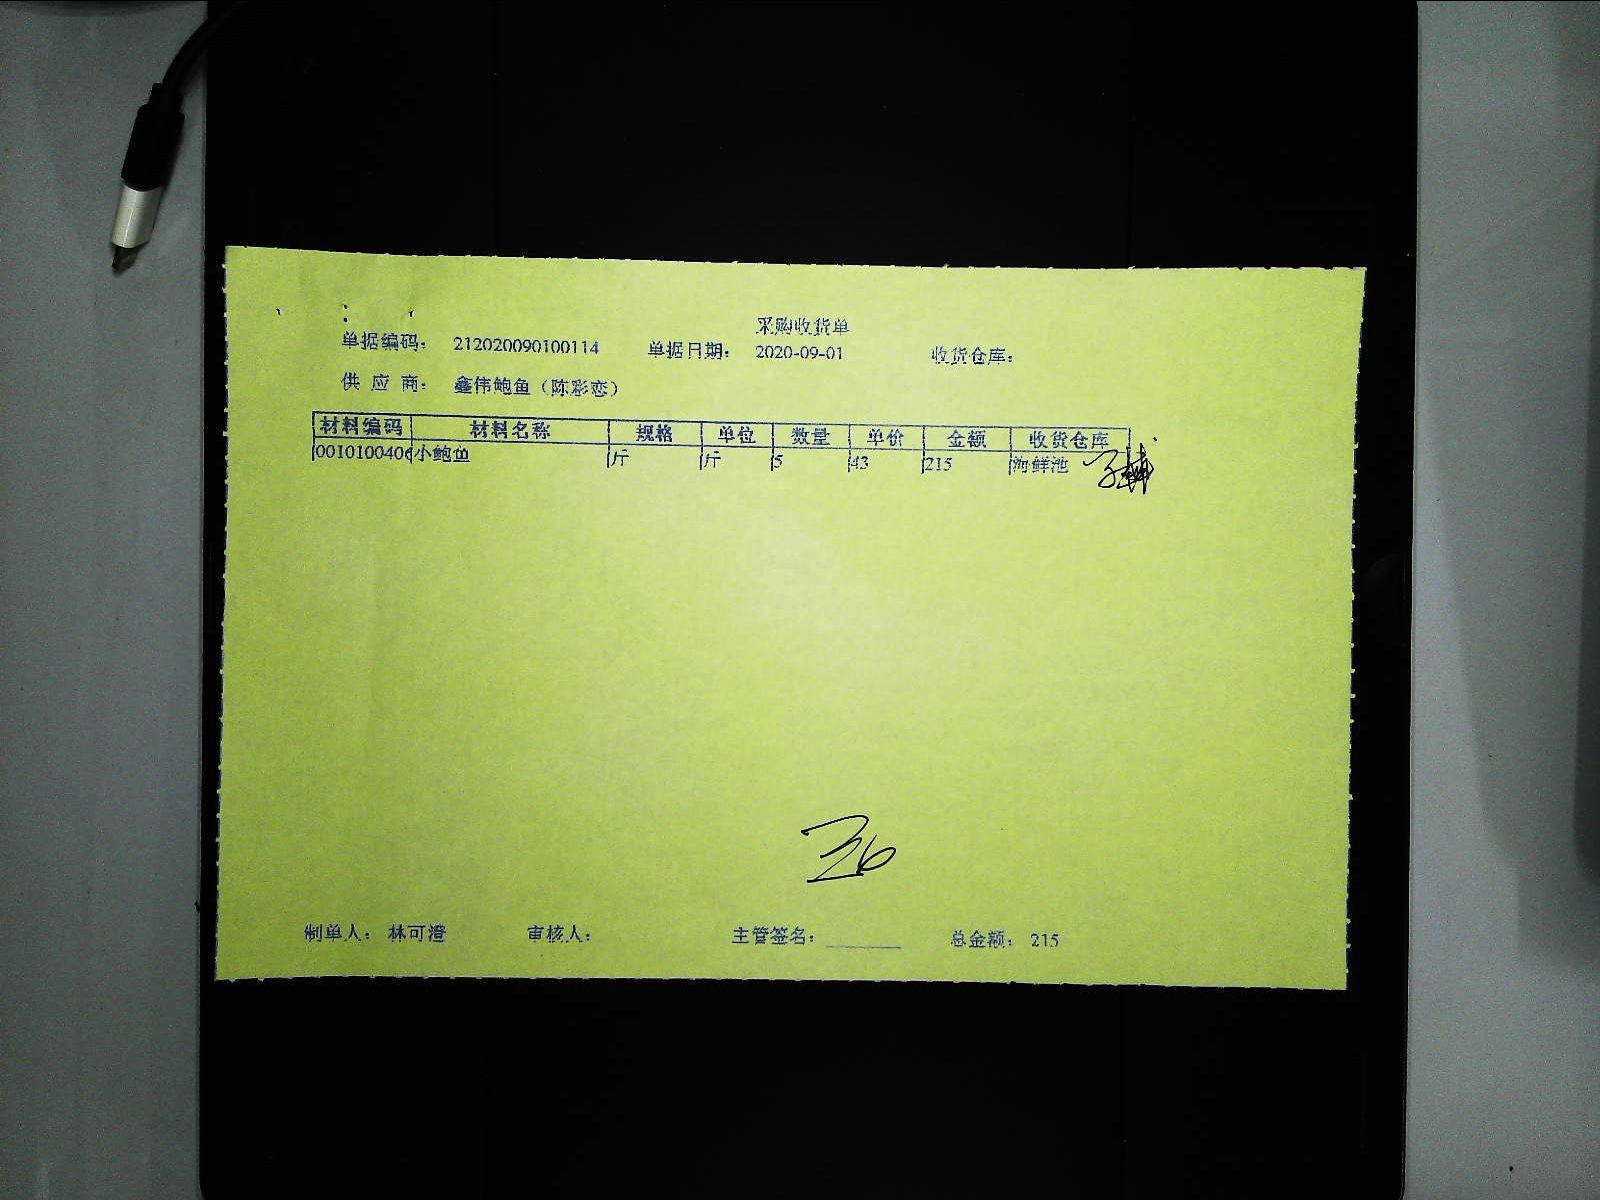 采购收货单
单据编码： 212020090100114 单据日期： 2020-09-01 收货仓库：
供 应 商： 鑫伟鲍鱼（陈彩恋）
材料编码 材料名称 规格 单位 数量 单价 金额 收货仓库
0010100406 小鲍鱼 斤 斤 5 43 215 海鲜池
制单人： 林可澄 审核人： 主管签名： 总金额： 215